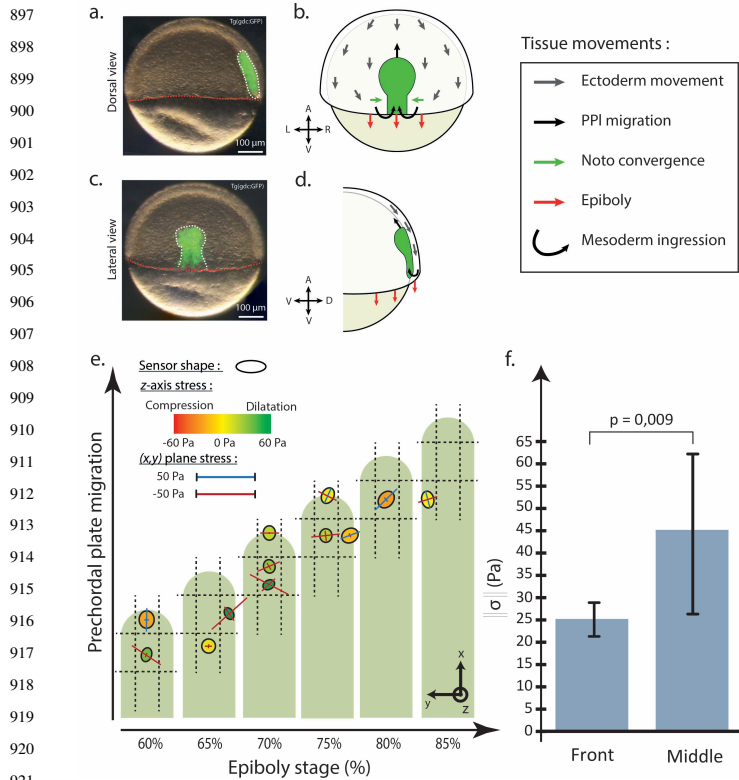 897
898
899
900
901
902
903
904
905
906
907
908
909
910
911
912
913
914
915
916
917
918
919
920
921
a.
Tg(gdc:GFP)
Dorsal view
100 µm
b.
A
L
R
V
Tissue movements :
Ectoderm movement
PPl migration
Noto convergence
Epiboly
Mesoderm ingression
c.
Tg(gdc:GFP)
Lateral view
100 µm
d.
A
V
D
V
e.
Sensor shape :
z-axis stress :
Compression
Dilatation
-60 Pa
0 Pa
60 Pa
(x,y) plane stress :
50 Pa
-50 Pa
Prechordal plate migration
x
y
z
60%
65%
70%
75%
80%
85%
Epiboly stage (%)
f.
p = 0,009
65
60
55
50
45
40
35
30
25
20
15
10
5
0
||σ|| (Pa)
Front
Middle